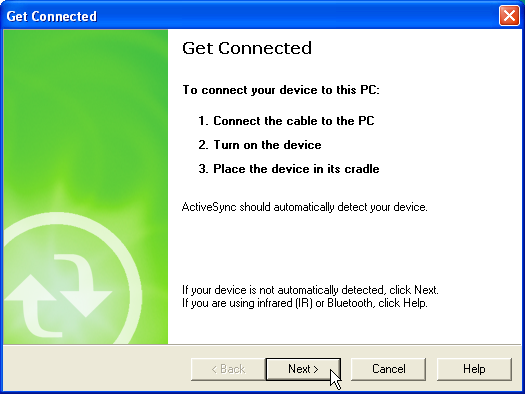 Get Connected
Get Connected
To connect your device to this PC:
1. Connect the cable to the PC
2. Turn on the device
3. Place the device in its cradle
ActiveSync should automatically detect your device.
If your device is not automatically detected, click Next.
If you are using infrared (IR) or Bluetooth, click Help.
< Back Next > Cancel Help